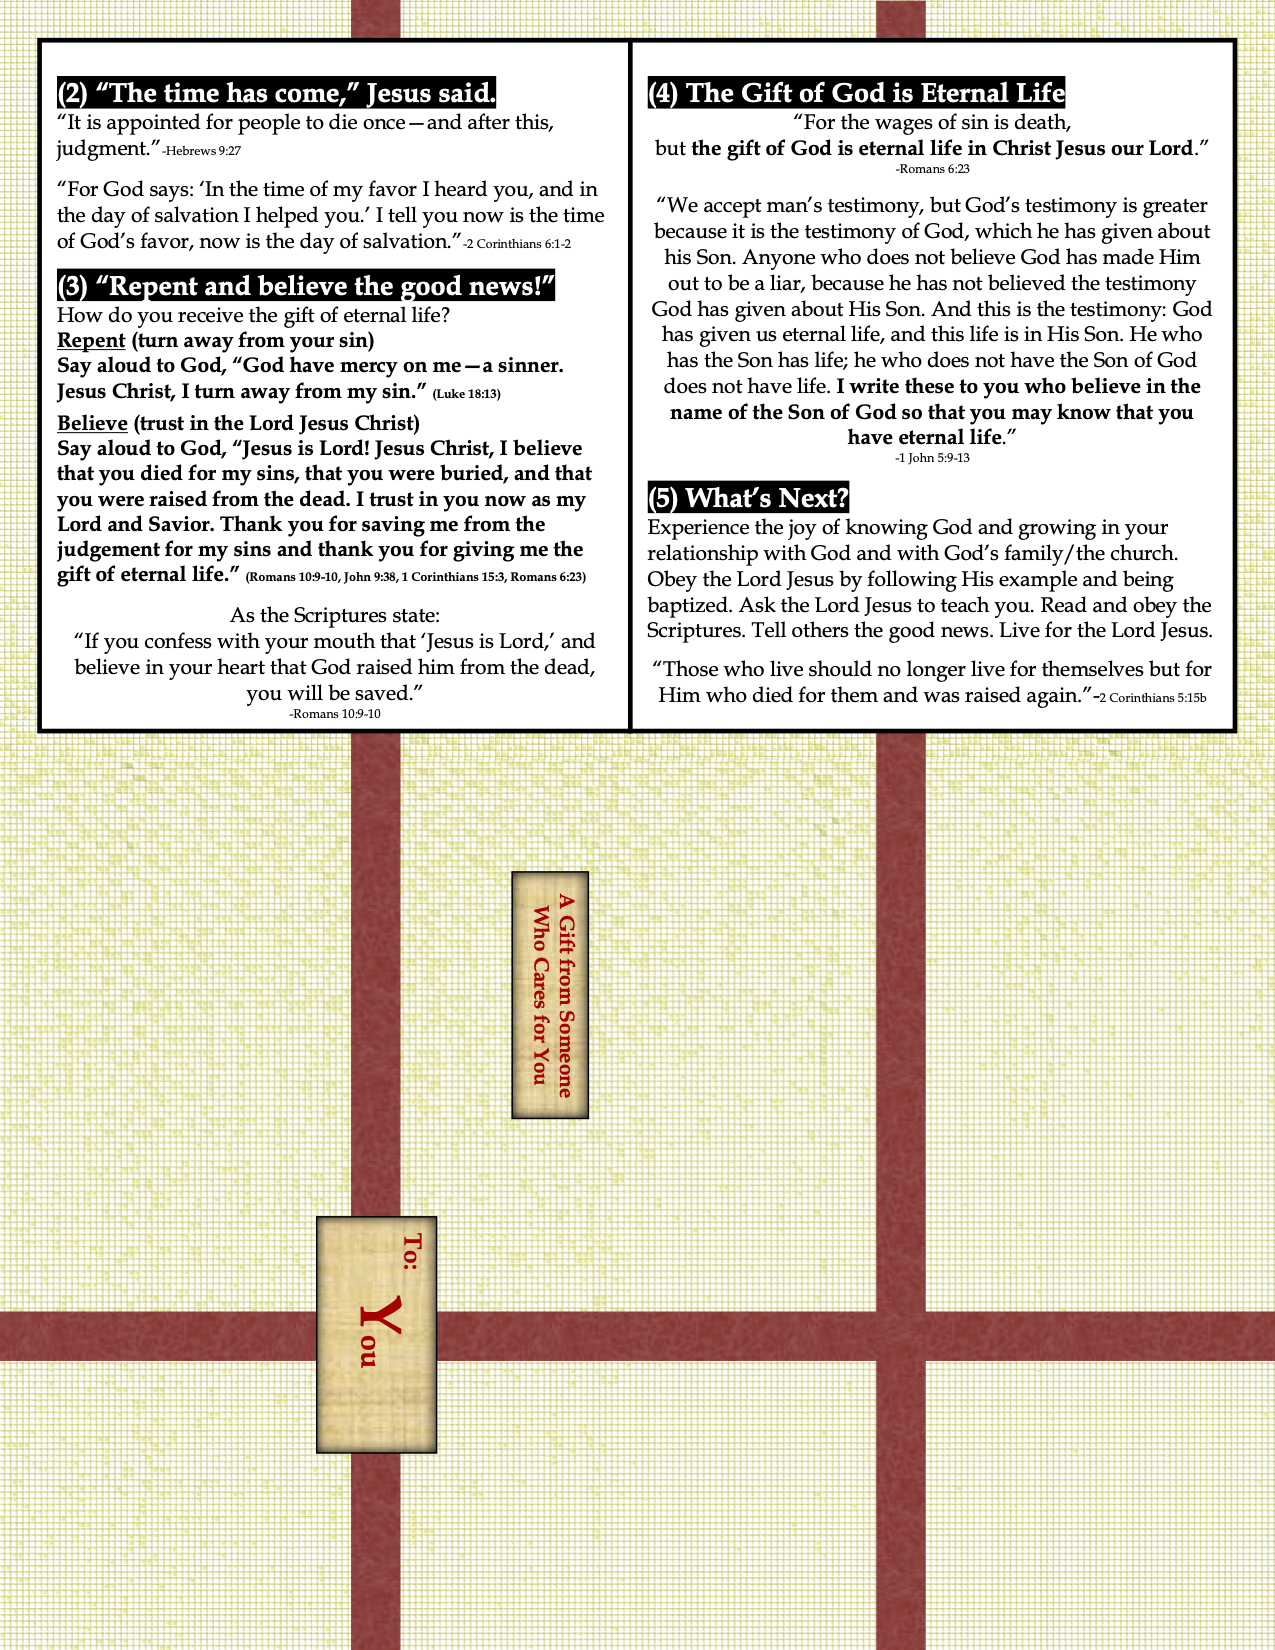 (2) “The time has come,” Jesus said.
“It is appointed for people to die once—and after this,
judgment.”-Hebrews 9:27
“For God says: ‘In the time of my favor I heard you, and in
the day of salvation I helped you.’ I tell you now is the time
of God’s favor, now is the day of salvation.”-2 Corinthians 6:1-2
(3) “Repent and believe the good news!”
How do you receive the gift of eternal life?
Repent (turn away from your sin)
Say aloud to God, “God have mercy on me—a sinner.
Jesus Christ, I turn away from my sin.” (Luke 18:13)
Believe (trust in the Lord Jesus Christ)
Say aloud to God, “Jesus is Lord! Jesus Christ, I believe
that you died for my sins, that you were buried, and that
you were raised from the dead. I trust in you now as my
Lord and Savior. Thank you for saving me from the
judgement for my sins and thank you for giving me the
gift of eternal life.” (Romans 10:9-10, John 9:38, 1 Corinthians 15:3, Romans 6:23)
As the Scriptures state:
“If you confess with your mouth that ‘Jesus is Lord,’ and
believe in your heart that God raised him from the dead,
you will be saved.”
-Romans 10:9-10
(4) The Gift of God is Eternal Life
“For the wages of sin is death,
but the gift of God is eternal life in Christ Jesus our Lord.”
-Romans 6:23
“We accept man’s testimony, but God’s testimony is greater
because it is the testimony of God, which he has given about
his Son. Anyone who does not believe God has made Him
out to be a liar, because he has not believed the testimony
God has given about His Son. And this is the testimony: God
has given us eternal life, and this life is in His Son. He who
has the Son has life; he who does not have the Son of God
does not have life. I write these to you who believe in the
name of the Son of God so that you may know that you
have eternal life.”
-1 John 5:9-13
(5) What’s Next?
Experience the joy of knowing God and growing in your
relationship with God and with God’s family/the church.
Obey the Lord Jesus by following His example and being
baptized. Ask the Lord Jesus to teach you. Read and obey the
Scriptures. Tell others the good news. Live for the Lord Jesus.
“Those who live should no longer live for themselves but for
Him who died for them and was raised again.”-2 Corinthians 5:15b
A Gift from Someone
Who Cares for You
To:
You